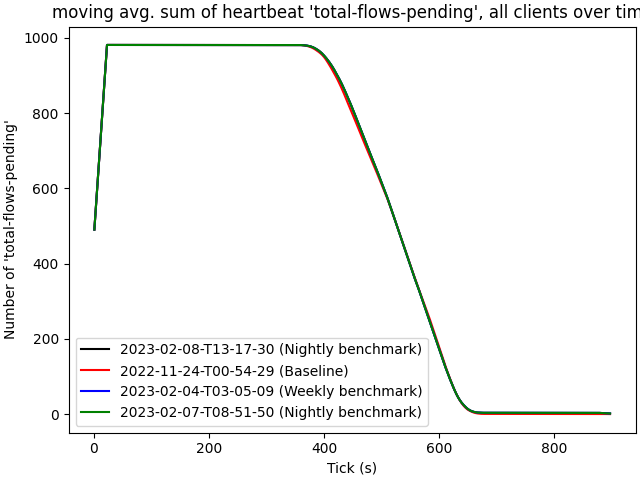 moving avg. sum of heartbeat 'total-flows-pending', all clients over tim
Number of 'total-flows-pending'
1000
800
600
400
200
0
2023-02-08-T13-17-30 (Nightly benchmark)
2022-11-24-T00-54-29 (Baseline)
2023-02-04-T03-05-09 (Weekly benchmark)
2023-02-07-T08-51-50 (Nightly benchmark)
0 200 400 600 800
Tick (s)